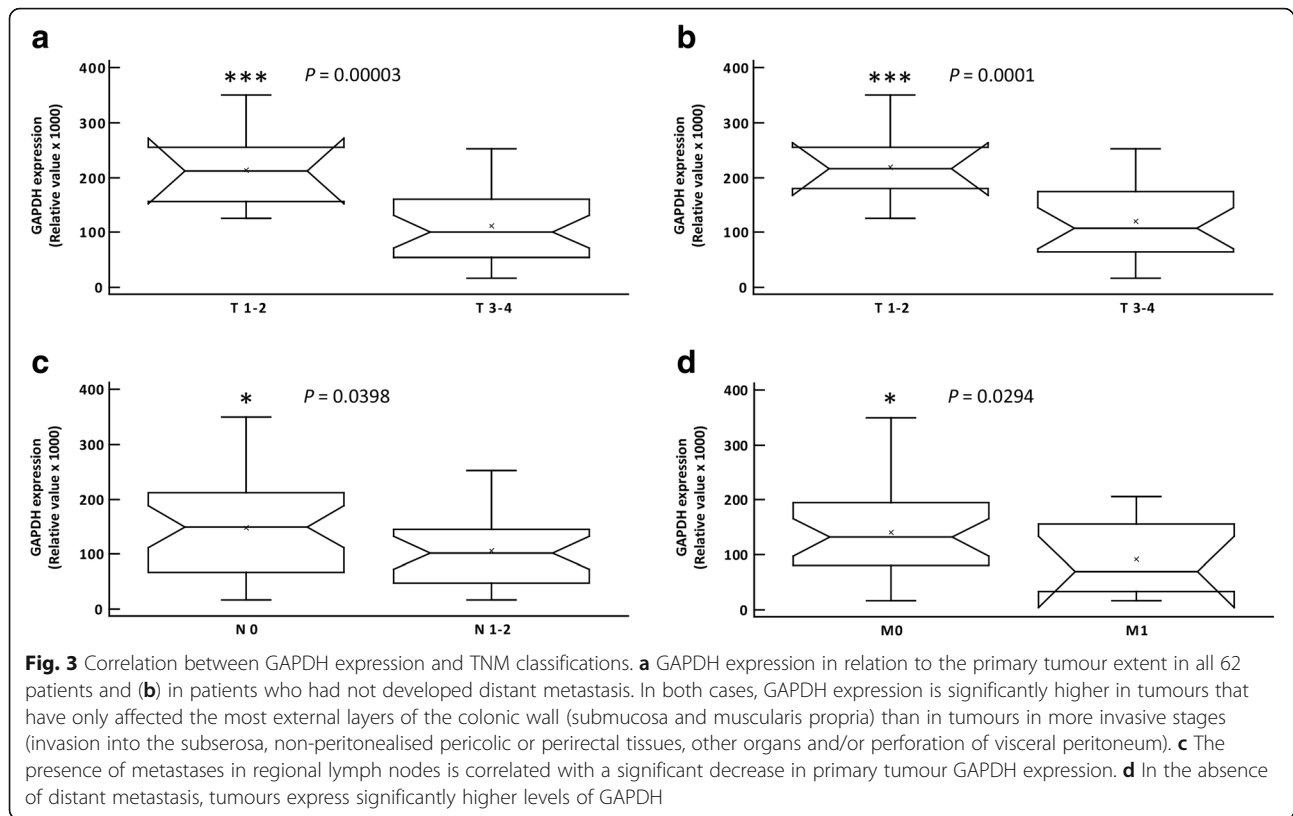 a
b
400
300
200
100
0
GAPDH expression
(Relative value x 1000)
***
P = 0.00003
T 1-2
T 3-4
400
300
200
100
0
GAPDH expression
(Relative value x 1000)
***
P = 0.0001
T 1-2
T 3-4
c
d
400
300
200
100
0
GAPDH expression
(Relative value x 1000)
*
P = 0.0398
N 0
N 1-2
400
300
200
100
0
GAPDH expression
(Relative value x 1000)
*
P = 0.0294
M0
M1
Fig. 3 Correlation between GAPDH expression and TNM classifications. a GAPDH expression in relation to the primary tumour extent in all 62
patients and (b) in patients who had not developed distant metastasis. In both cases, GAPDH expression is significantly higher in tumours that
have only affected the most external layers of the colonic wall (submucosa and muscularis propria) than in tumours in more invasive stages
(invasion into the subserosa, non-peritonealised pericolic or perirectal tissues, other organs and/or perforation of visceral peritoneum). c The
presence of metastases in regional lymph nodes is correlated with a significant decrease in primary tumour GAPDH expression. d In the absence
of distant metastasis, tumours express significantly higher levels of GAPDH